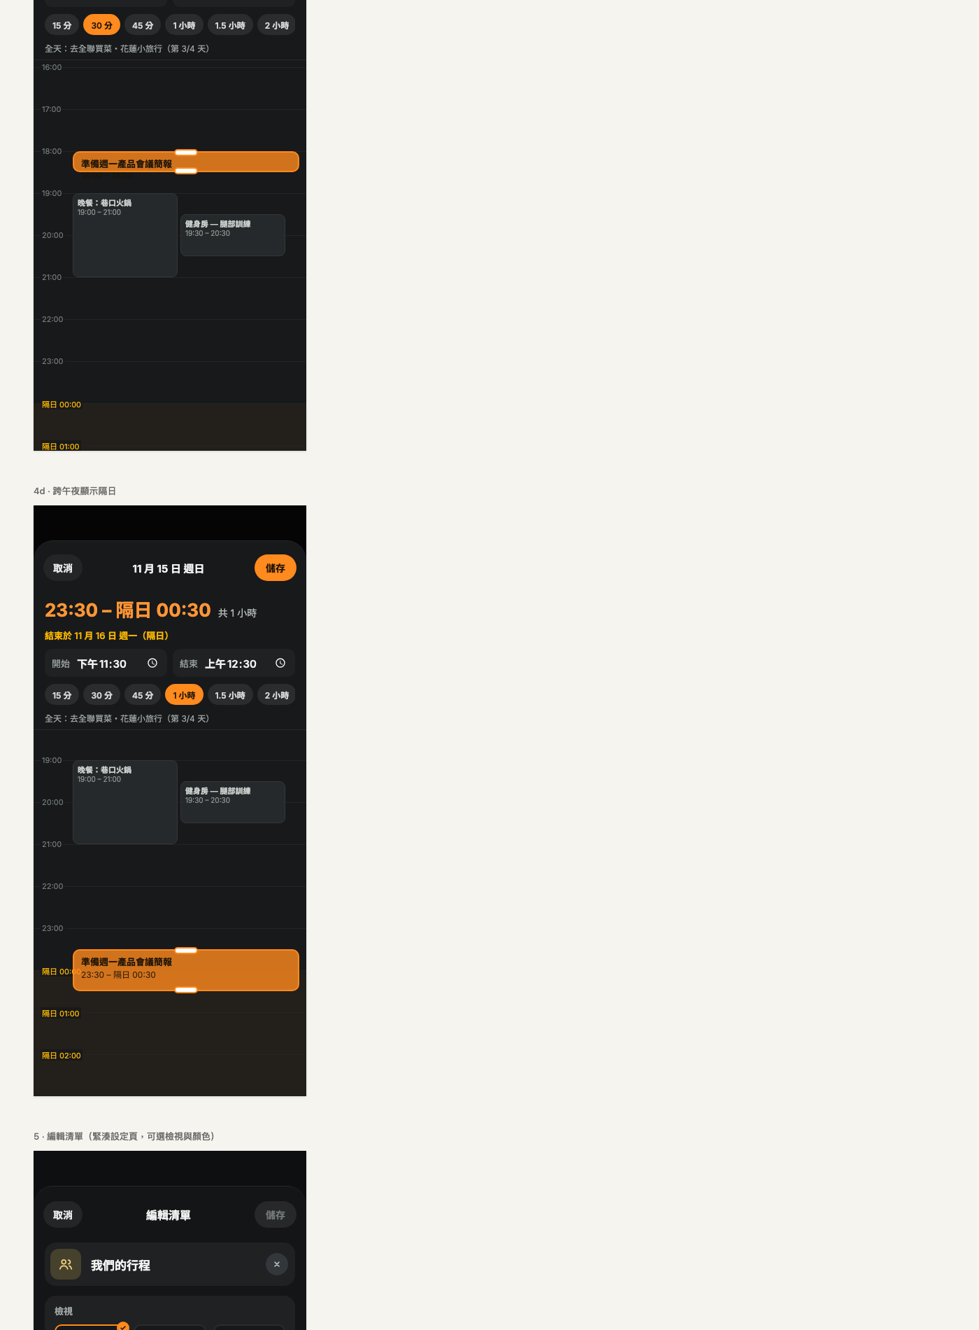 15 分 30 分 45 分 1 小時 1.5 小時 2 小時
全天：去全聯買菜・花蓮小旅行（第 3/4 天）
16:00
17:00
18:00
準備週一產品會議簡報
19:00
晚餐：巷口火鍋
19:00 – 21:00
健身房 — 腿部訓練
19:30 – 20:30
20:00
21:00
22:00
23:00
隔日 00:00
隔日 01:00
4d · 跨午夜顯示隔日
取消 11 月 15 日 週日 儲存
23:30 – 隔日 00:30 共 1 小時
結束於 11 月 16 日 週一（隔日）
開始 下午 11:30 結束 上午 12:30
15 分 30 分 45 分 1 小時 1.5 小時 2 小時
全天：去全聯買菜・花蓮小旅行（第 3/4 天）
19:00
晚餐：巷口火鍋
19:00 – 21:00
健身房 — 腿部訓練
19:30 – 20:30
20:00
21:00
22:00
23:00
準備週一產品會議簡報
23:30 – 隔日 00:30
隔日 00:0
隔日 01:00
隔日 02:00
5 · 編輯清單（緊湊設定頁，可選檢視與顏色）
取消 編輯清單 儲存
我們的行程
檢視